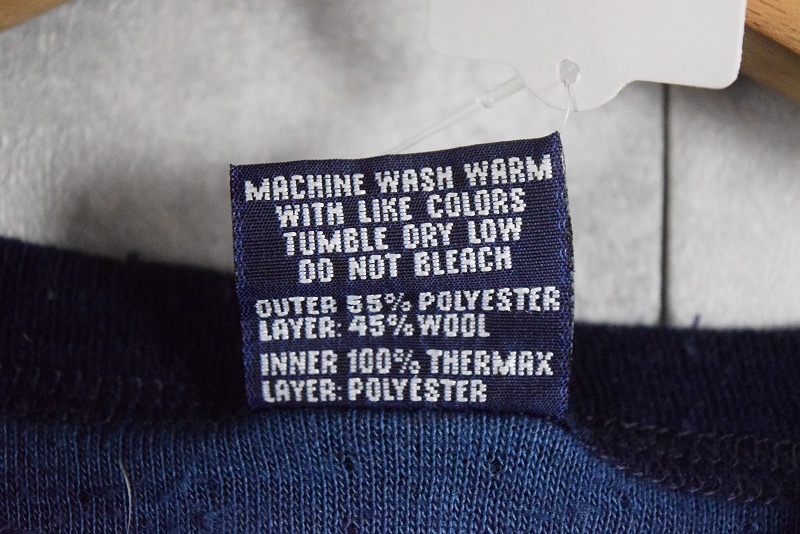 MACHINE WASH WARM
WITH LIKE COLORS
TUMBLE DRY LOW
DO NOT BLEACH
OUTER 55% POLYESTER
LAYER: 45% WOOL
INNER 100% THERMAX
LAYER: POLYESTER